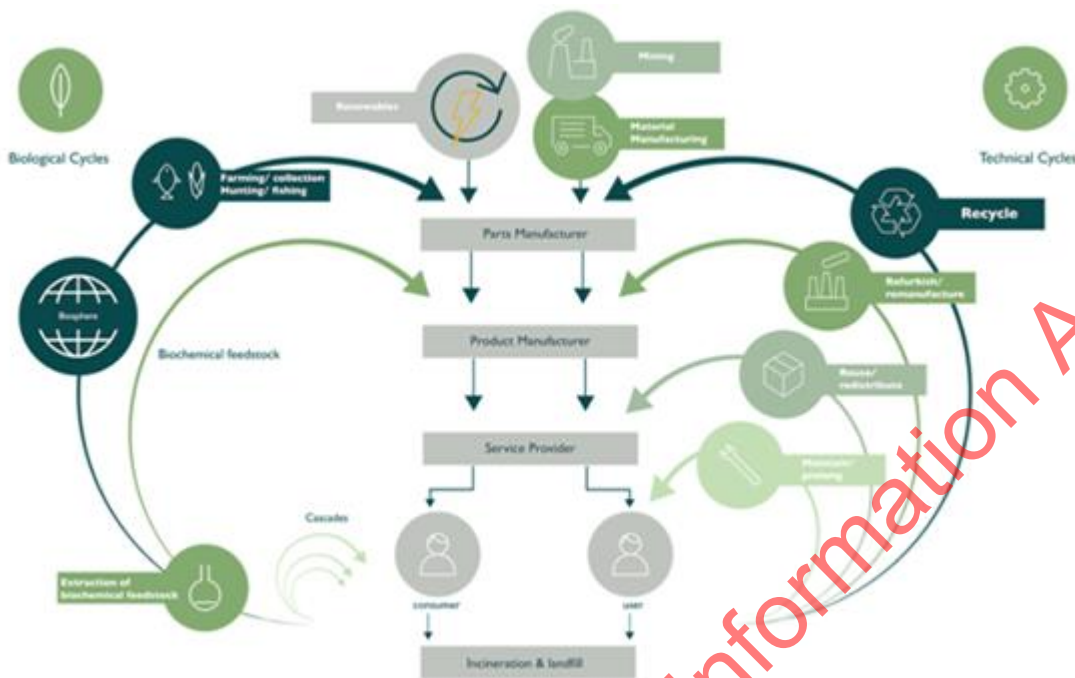 Mining
Renewables
Material
Manufacturing
Biological Cycles
Technical Cycles
Farming/ collection
Hunting/ fishing
Recycle
Parts Manufacturer
Refurbish/
remanufacture
Biosphere
Product Manufacturer
Biochemical feedstock
Reuse/
redistribute
Service Provider
Maintain/
prolong
Cascades
Extraction of
biochemical feedstock
consumer
user
Incineration & landfill
information A